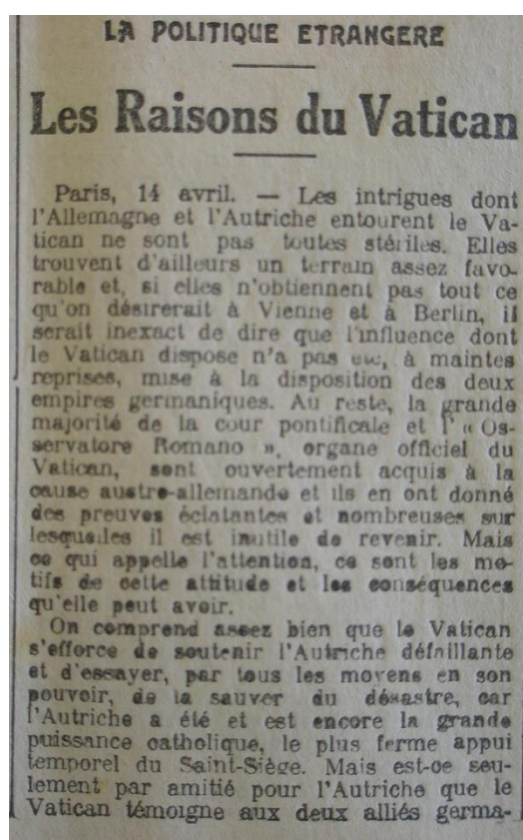 LA POLITIQUE ETRANGERE
Les Raisons du Vatican
Paris, 14 avril. — Les intrigues dont
l'Allemagne et l'Autriche entourent le Va-
tican ne sont pas toutes stériles. Elles
trouvent d'ailleurs un terrain assez favo-
rable et, si elles n'obtiennent pas tout ce
qu'on désirerait à Vienne et à Berlin, il
serait inexact de dire que l'influence dont
le Vatican dispose n'a pas été, à maintes
reprises, mise à la disposition des deux
empires germaniques. Au reste, la grande
majorité de la cour pontificale et l'« Os-
servatore Romano », organe officiel du
Vatican, sont ouvertement acquis à la
cause austro-allemande et ils en ont donné
des preuves éclatantes et nombreuses sur
lesquelles il est inutile de revenir. Mais
ce qui appelle l'attention, ce sont les mo-
tifs de cette attitude et les conséquences
qu'elle peut avoir.
On comprend assez bien que le Vatican
s'efforce de soutenir l'Autriche défaillante
et d'essayer, par tous les moyens en son
pouvoir, de la sauver du désastre, car
l'Autriche a été et est encore la grande
puissance catholique, le plus ferme appui
temporel du Saint-Siège. Mais est-ce seu-
lement par amitié pour l'Autriche que le
Vatican témoigne aux deux alliés germa-